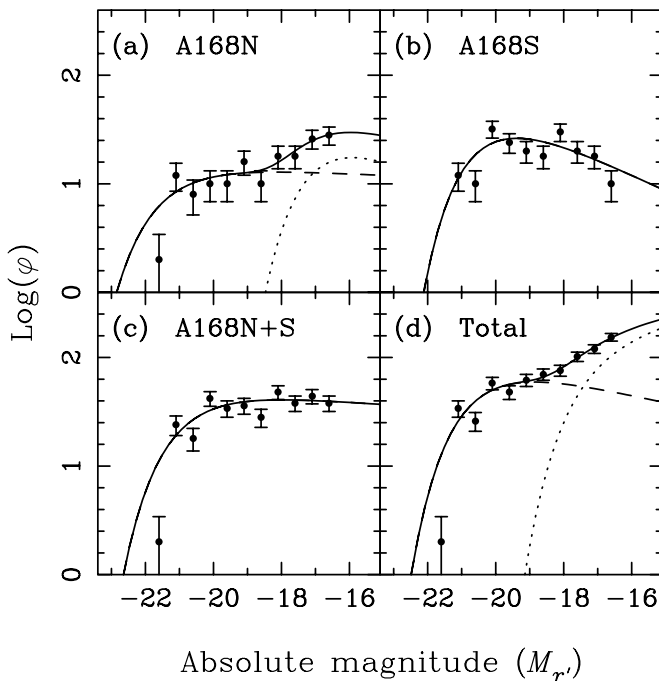 (a) A168N
(b) A168S
2
1
0
(c) A168N+S
(d) Total
2
1
0
−22 −20 −18 −16
−22 −20 −18 −16
Log(φ)
Absolute magnitude (M_r′)